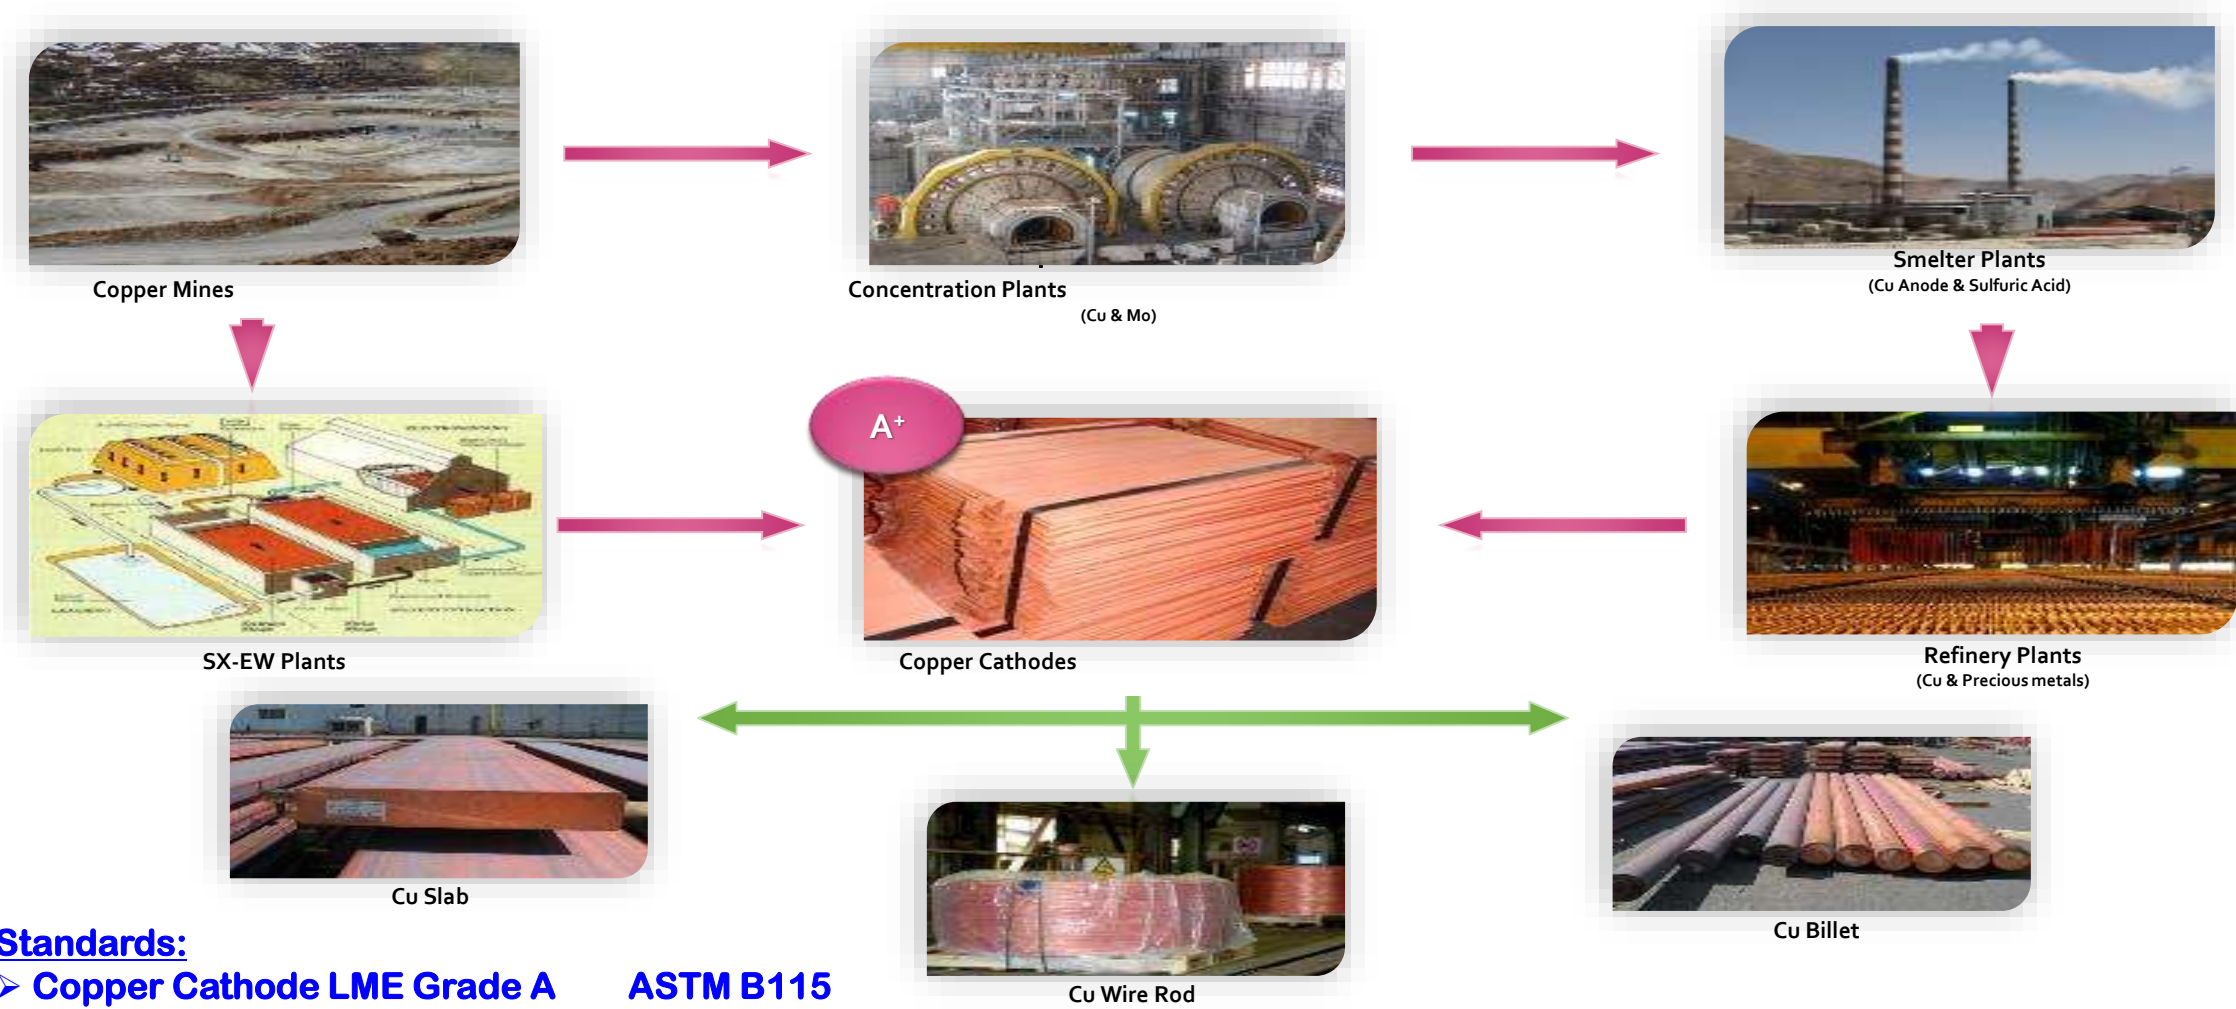 Copper Mines
Concentration Plants
(Cu & Mo)
Smelter Plants
(Cu Anode & Sulfuric Acid)
A+
SX-EW Plants
Copper Cathodes
Refinery Plants
(Cu & Precious metals)
Cu Slab
Cu Wire Rod
Cu Billet
Standards:
➢ Copper Cathode LME Grade A ASTM B115